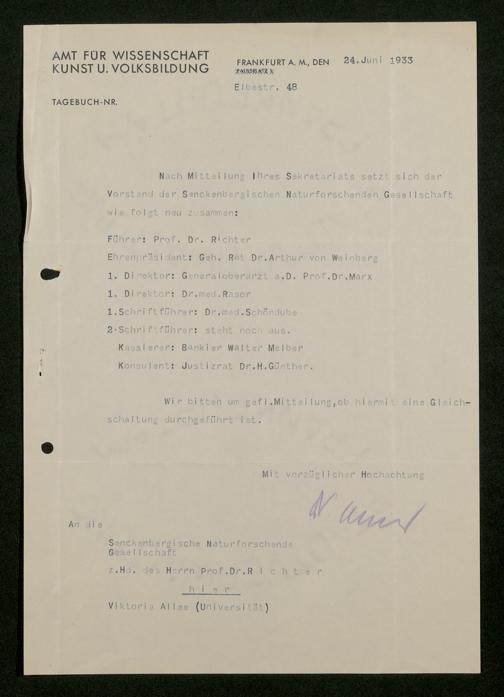 AMT FÜR WISSENSCHAFT
KUNST U. VOLKSBILDUNG
FRANKFURT A. M., DEN 24.Juni 1933
Elbestr. 48
TAGEBUCH-NR.
Nach Mitteilung Ihres Sekretariats setzt sich der
Vorstand der Senckenbergischen Naturforschenden Gesellschaft
wie folgt neu zusammen:
Führer: Prof. Dr. Richter
Ehrenpräsident: Geh. Rat Dr.Arthur von Weinberg
1. Direktor: Generaloberarzt a.D. Prof.Dr.Marx
1. Direktor: Dr.med.Rasor
1.Schriftführer: Dr.med.Schöndube
2.Schriftführer: steht noch aus.
Kassierer: Bankier Walter Melber
Konsulent: Justizrat Dr.H.Günther.
Wir bitten um gefl.Mitteilung,ob hiermit eine Gleich-
schaltung durchgeführt ist.
Mit vorzüglicher Hochachtung
An die
Senckenbergische Naturforschende
Gesellschaft
z.Hd. des Herrn Prof.Dr.R i c h t e r
h i e r
Viktoria Allee (Universität)